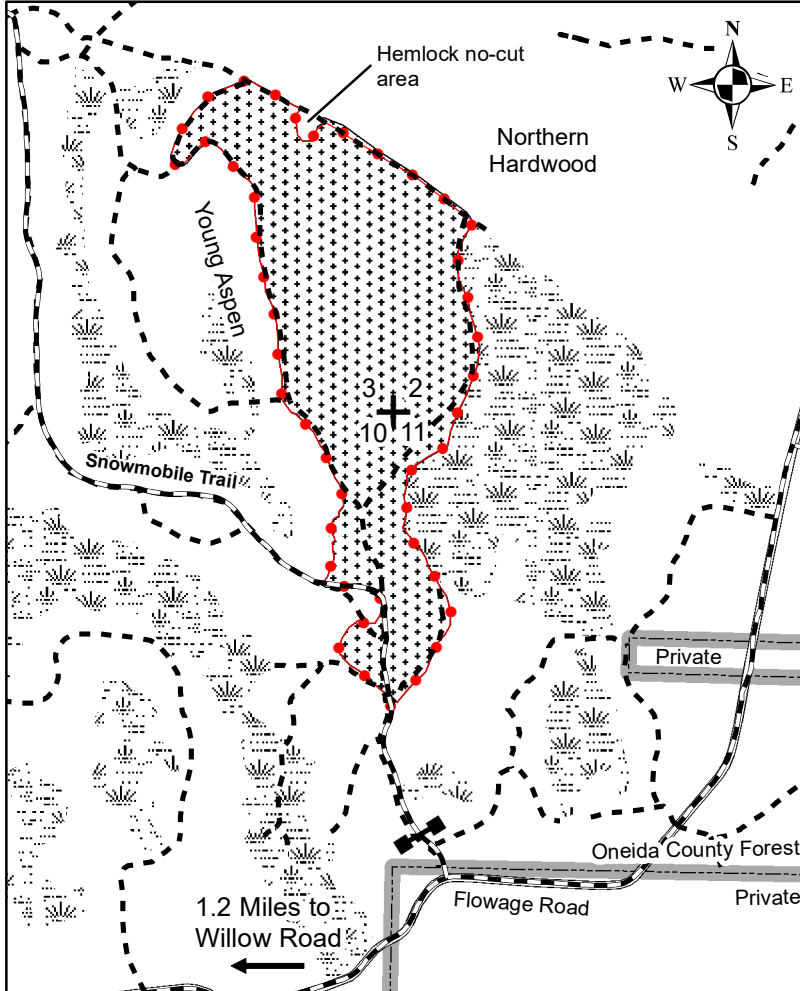 Hemlock no-cut
area
N
W
E
S
Northern
Hardwood
Young Aspen
3 2
10 11
Snowmobile Trail
Private
Oneida County Forest
Private
Flowage Road
1.2 Miles to
Willow Road